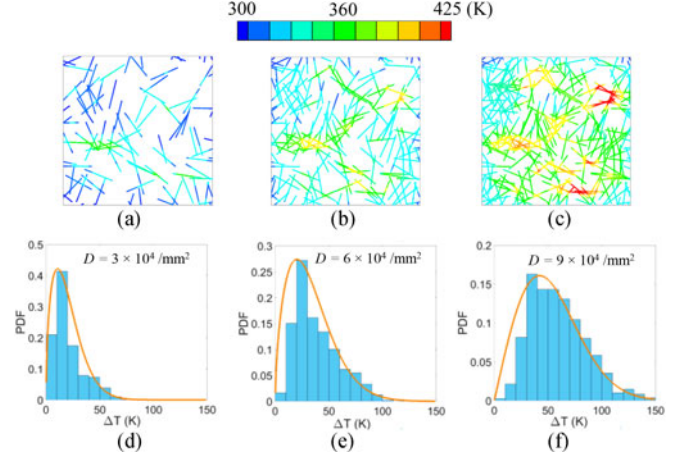 300 360 425 (K)
(a) (b) (c)
D = 3 × 10⁴ /mm²
PDF
0.5
0.4
0.3
0.2
0.1
0
0 50 100 150
ΔT (K)
(d)
D = 6 × 10⁴ /mm²
PDF
0.3
0.25
0.2
0.15
0.1
0.05
0
0 50 100 150
ΔT (K)
(e)
D = 9 × 10⁴ /mm²
PDF
0.2
0.15
0.1
0.05
0
0 50 100 150
ΔT (K)
(f)